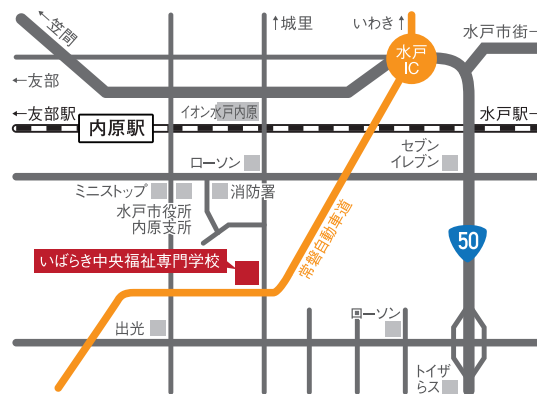 ←笠間
↑城里
いわき↑
水戸市街→
水戸
IC
←友部
←友部駅
内原駅
イオン水戸内原
水戸駅→
セブン
イレブン
ローソン
ミニストップ
消防署
水戸市役所
内原支所
常磐自動車道
50
いばらき中央福祉専門学校
出光
ローソン
トイザ
らス